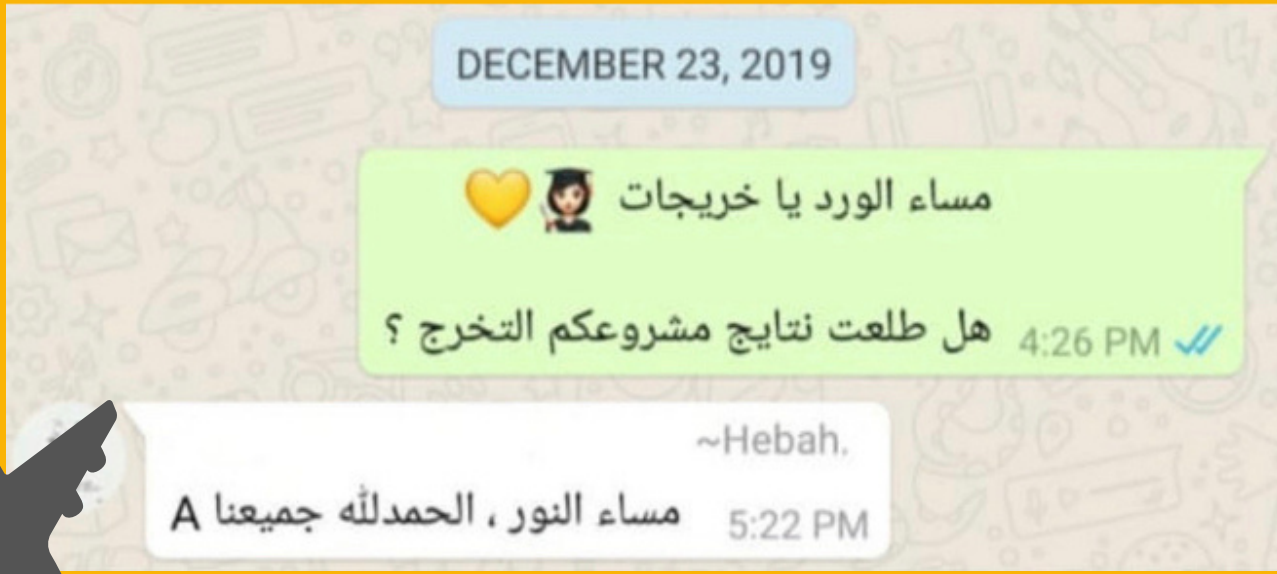 DECEMBER 23, 2019
مساء الورد يا خريجات 👩🏻‍🎓💛
هل طلعت نتايج مشروعكم التخرج ؟ 4:26 PM
~Hebah.
مساء النور ، الحمدلله جميعنا A 5:22 PM